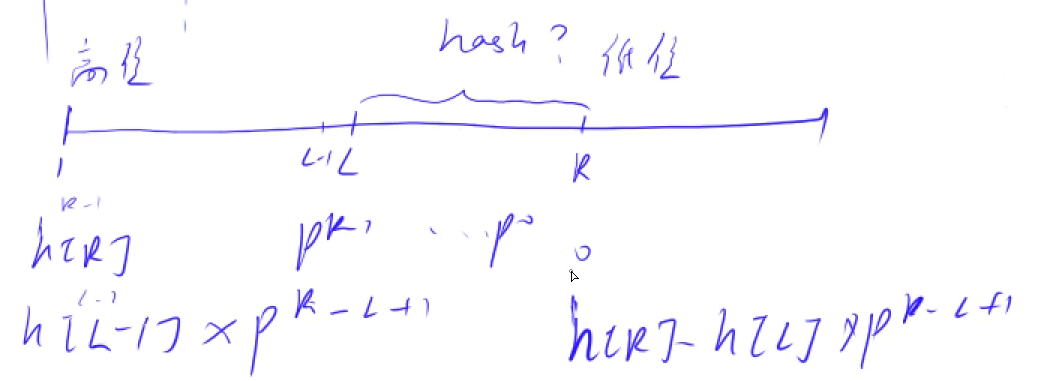 hash ?
高位 低位
1 L-1 L R
R-1
h[R] p^{R-1} ... p^0 0
L-1
h[L-1] × p^{R-L+1} h[R] - h[L] × p^{R-L+1}